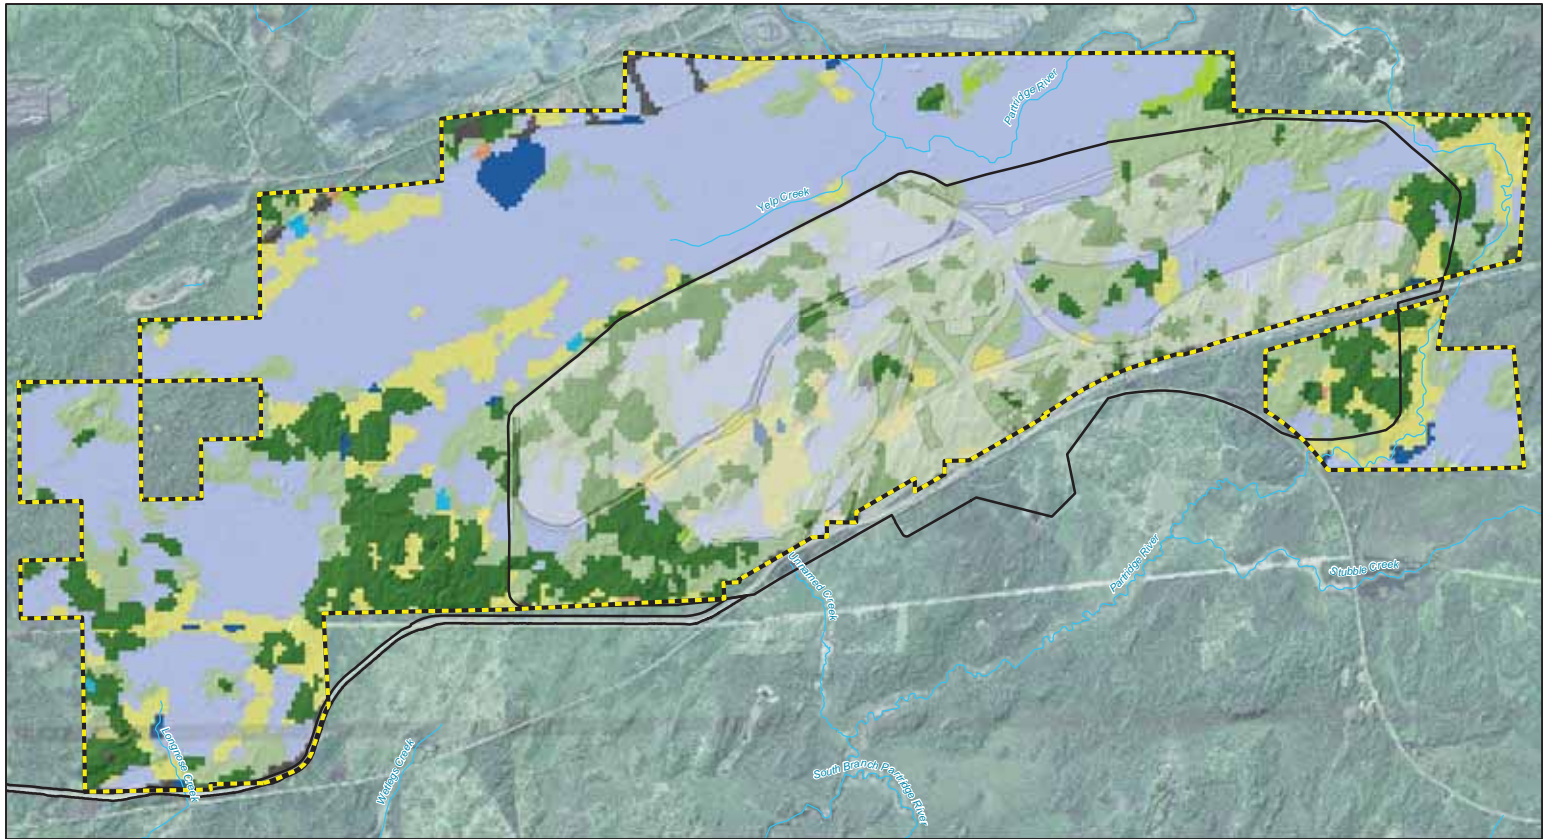 Partridge River
Yelp Creek
Unnamed Creek
Partridge River
Stubble Creek
Longnose Creek
Wetlegs Creek
South Branch Partridge River